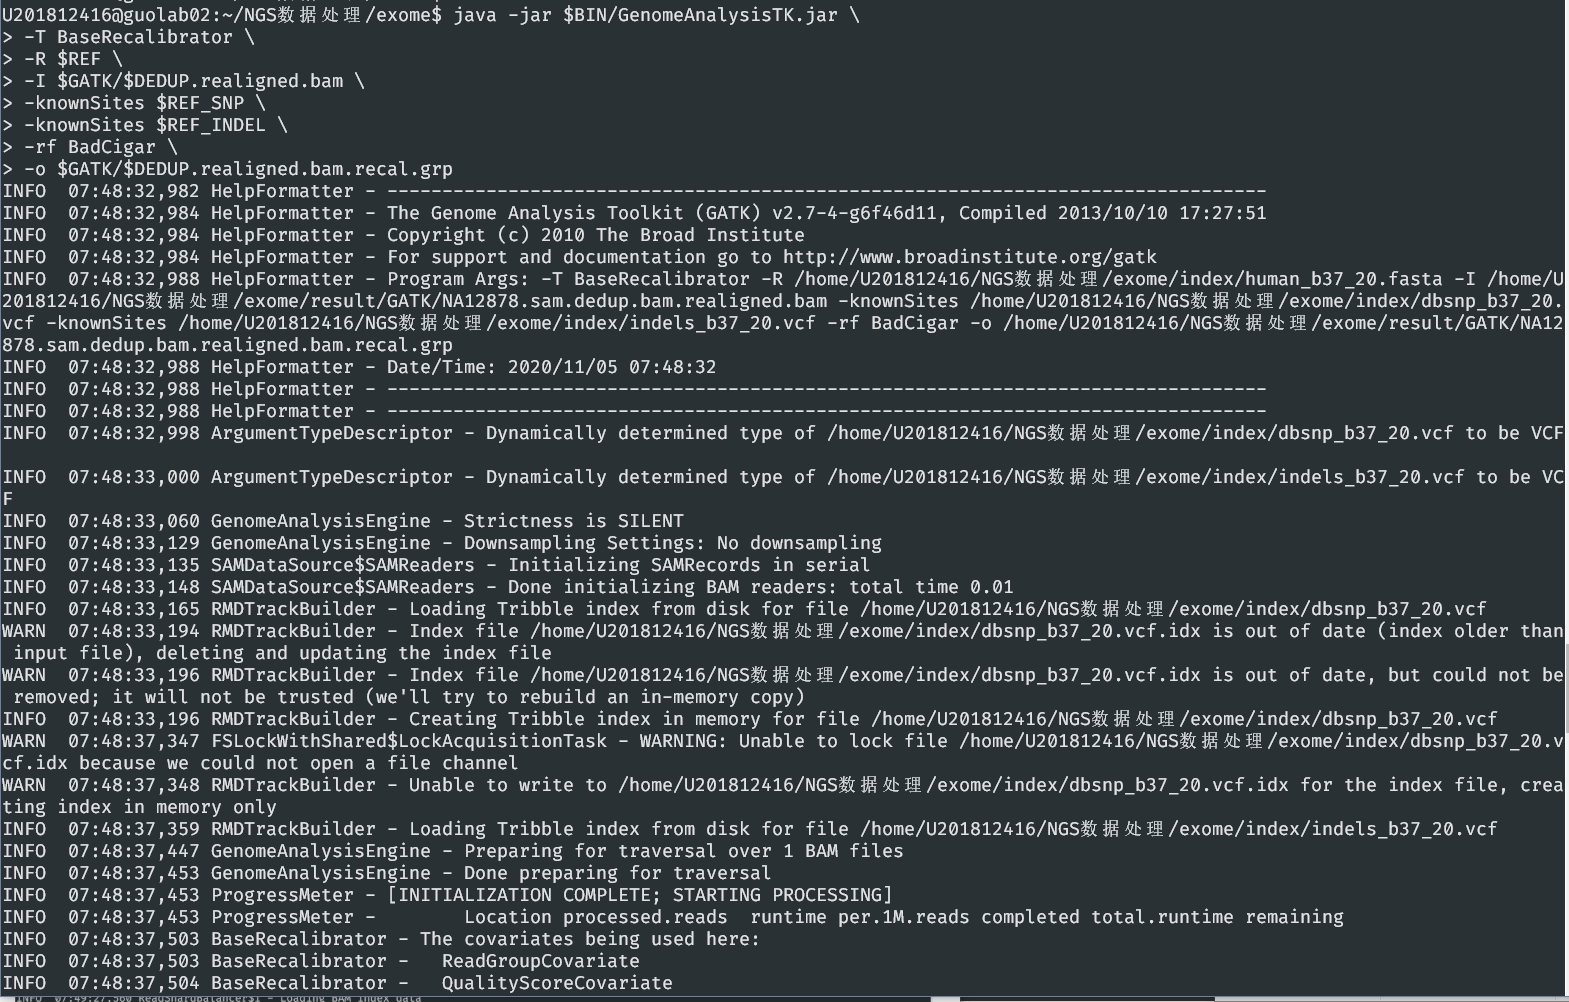 U201812416@guolab02:~/NGS数据处理/exome$ java -jar $BIN/GenomeAnalysisTK.jar \
> -T BaseRecalibrator \
> -R $REF \
> -I $GATK/$DEDUP.realigned.bam \
> -knownSites $REF_SNP \
> -knownSites $REF_INDEL \
> -rf BadCigar \
> -o $GATK/$DEDUP.realigned.bam.recal.grp
INFO  07:48:32,982 HelpFormatter - --------------------------------------------------------------------------------
INFO  07:48:32,984 HelpFormatter - The Genome Analysis Toolkit (GATK) v2.7-4-g6f46d11, Compiled 2013/10/10 17:27:51
INFO  07:48:32,984 HelpFormatter - Copyright (c) 2010 The Broad Institute
INFO  07:48:32,984 HelpFormatter - For support and documentation go to http://www.broadinstitute.org/gatk
INFO  07:48:32,988 HelpFormatter - Program Args: -T BaseRecalibrator -R /home/U201812416/NGS数据处理/exome/index/human_b37_20.fasta -I /home/U
201812416/NGS数据处理/exome/result/GATK/NA12878.sam.dedup.bam.realigned.bam -knownSites /home/U201812416/NGS数据处理/exome/index/dbsnp_b37_20.
vcf -knownSites /home/U201812416/NGS数据处理/exome/index/indels_b37_20.vcf -rf BadCigar -o /home/U201812416/NGS数据处理/exome/result/GATK/NA12
878.sam.dedup.bam.realigned.bam.recal.grp
INFO  07:48:32,988 HelpFormatter - Date/Time: 2020/11/05 07:48:32
INFO  07:48:32,988 HelpFormatter - --------------------------------------------------------------------------------
INFO  07:48:32,988 HelpFormatter - --------------------------------------------------------------------------------
INFO  07:48:32,998 ArgumentTypeDescriptor - Dynamically determined type of /home/U201812416/NGS数据处理/exome/index/dbsnp_b37_20.vcf to be VCF
INFO  07:48:33,000 ArgumentTypeDescriptor - Dynamically determined type of /home/U201812416/NGS数据处理/exome/index/indels_b37_20.vcf to be VC
F
INFO  07:48:33,060 GenomeAnalysisEngine - Strictness is SILENT
INFO  07:48:33,129 GenomeAnalysisEngine - Downsampling Settings: No downsampling
INFO  07:48:33,135 SAMDataSource$SAMReaders - Initializing SAMRecords in serial
INFO  07:48:33,148 SAMDataSource$SAMReaders - Done initializing BAM readers: total time 0.01
INFO  07:48:33,165 RMDTrackBuilder - Loading Tribble index from disk for file /home/U201812416/NGS数据处理/exome/index/dbsnp_b37_20.vcf
WARN  07:48:33,194 RMDTrackBuilder - Index file /home/U201812416/NGS数据处理/exome/index/dbsnp_b37_20.vcf.idx is out of date (index older than
 input file), deleting and updating the index file
WARN  07:48:33,196 RMDTrackBuilder - Index file /home/U201812416/NGS数据处理/exome/index/dbsnp_b37_20.vcf.idx is out of date, but could not be
 removed; it will not be trusted (we'll try to rebuild an in-memory copy)
INFO  07:48:33,196 RMDTrackBuilder - Creating Tribble index in memory for file /home/U201812416/NGS数据处理/exome/index/dbsnp_b37_20.vcf
WARN  07:48:37,347 FSLockWithShared$LockAcquisitionTask - WARNING: Unable to lock file /home/U201812416/NGS数据处理/exome/index/dbsnp_b37_20.v
cf.idx because we could not open a file channel
WARN  07:48:37,348 RMDTrackBuilder - Unable to write to /home/U201812416/NGS数据处理/exome/index/dbsnp_b37_20.vcf.idx for the index file, crea
ting index in memory only
INFO  07:48:37,359 RMDTrackBuilder - Loading Tribble index from disk for file /home/U201812416/NGS数据处理/exome/index/indels_b37_20.vcf
INFO  07:48:37,447 GenomeAnalysisEngine - Preparing for traversal over 1 BAM files
INFO  07:48:37,453 GenomeAnalysisEngine - Done preparing for traversal
INFO  07:48:37,453 ProgressMeter - [INITIALIZATION COMPLETE; STARTING PROCESSING]
INFO  07:48:37,453 ProgressMeter -        Location processed.reads  runtime per.1M.reads completed total.runtime remaining
INFO  07:48:37,503 BaseRecalibrator - The covariates being used here:
INFO  07:48:37,503 BaseRecalibrator -   ReadGroupCovariate
INFO  07:48:37,504 BaseRecalibrator -   QualityScoreCovariate